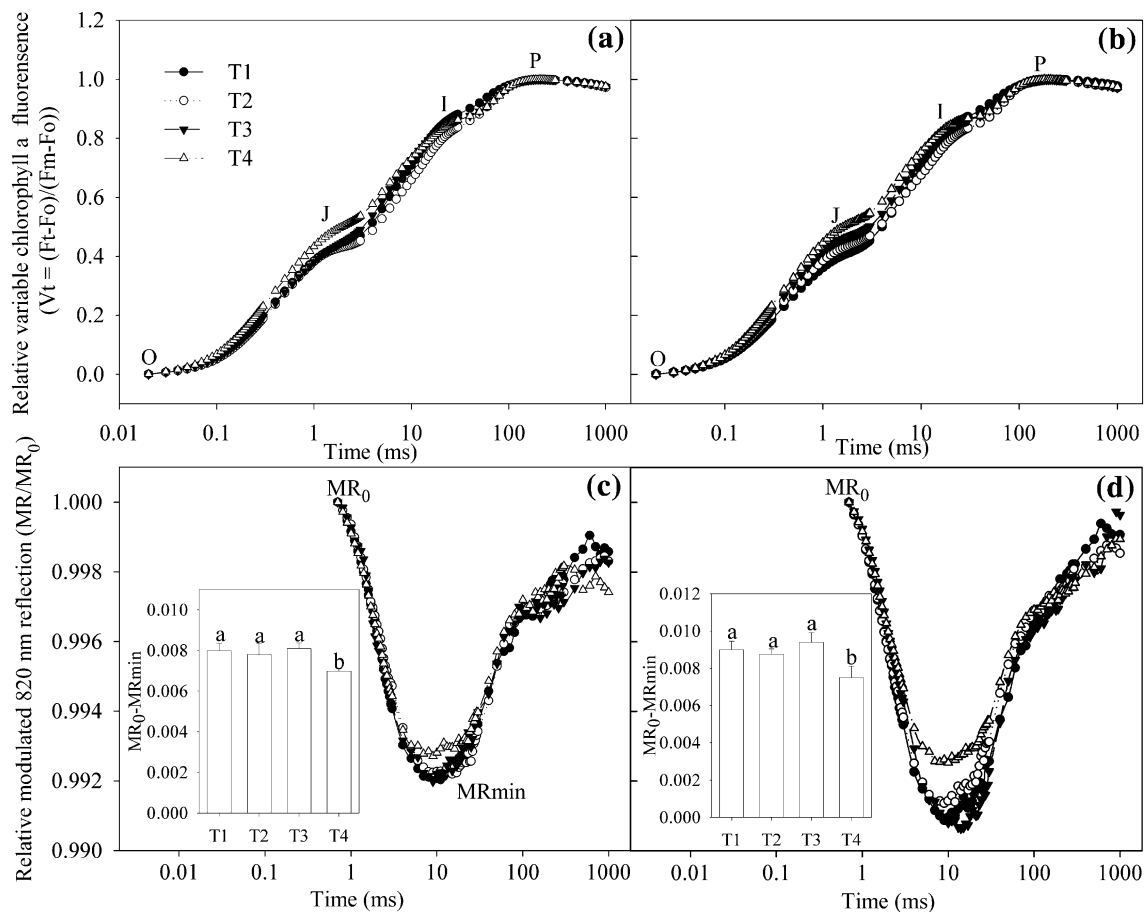 Relative variable chlorophyll a fluorensence
(Vt = (Ft-Fo)/(Fm-Fo))
1.2
1.0
0.8
0.6
0.4
0.2
0.0
(a)
T1
T2
T3
T4
O
J
I
P
0.01 0.1 1 10 100 1000
Time (ms)
(b)
O
J
I
P
0.1 1 10 100 1000
Time (ms)
Relative modulated 820 nm reflection (MR/MR0)
1.000
0.998
0.996
0.994
0.992
0.990
(c)
MR0
MRmin
MR0-MRmin
0.010
0.008
0.006
0.004
0.002
0.000
a a a b
T1 T2 T3 T4
0.01 0.1 1 10 100 1000
Time (ms)
(d)
MR0
MR0-MRmin
0.012
0.010
0.008
0.006
0.004
0.002
0.000
a a a b
T1 T2 T3 T4
0.01 0.1 1 10 100 1000
Time (ms)